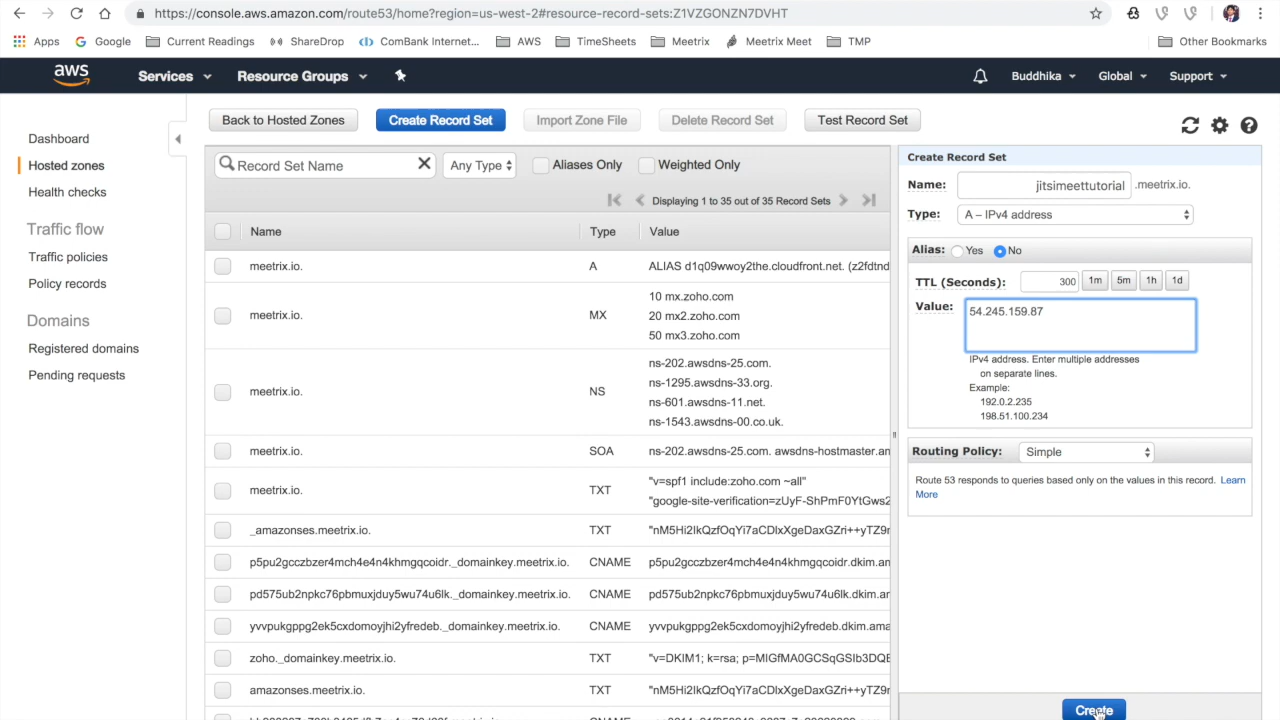 https://console.aws.amazon.com/route53/home?region=us-west-2#resource-record-sets:Z1VZGONZN7DVHT
Apps Google Current Readings ShareDrop ComBank Internet... AWS TimeSheets Meetrix Meetrix Meet TMP Other Bookmarks
aws Services Resource Groups Buddhika Global Support
Dashboard
Hosted zones
Health checks
Traffic flow
Traffic policies
Policy records
Domains
Registered domains
Pending requests
Back to Hosted Zones Create Record Set Import Zone File Delete Record Set Test Record Set
Record Set Name Any Type Aliases Only Weighted Only
Displaying 1 to 35 out of 35 Record Sets
Name Type Value
meetrix.io. A ALIAS d1q09wwoy2the.cloudfront.net. (z2fdtnd
meetrix.io. MX 10 mx.zoho.com
20 mx2.zoho.com
50 mx3.zoho.com
meetrix.io. NS ns-202.awsdns-25.com.
ns-1295.awsdns-33.org.
ns-601.awsdns-11.net.
ns-1543.awsdns-00.co.uk.
meetrix.io. SOA ns-202.awsdns-25.com. awsdns-hostmaster.am
meetrix.io. TXT "v=spf1 include:zoho.com ~all"
"google-site-verification=zUyF-ShPmF0YtGws2
_amazonses.meetrix.io. TXT
p5pu2gcczbzer4mch4e4n4khmgqcoidr._domainkey.meetrix.io. CNAME p5pu2gcczbzer4mch4e4n4khmgqcoidr.dkim.am
pd575ub2npkc76pbmuxjduy5wu74u6lk._domainkey.meetrix.io. CNAME pd575ub2npkc76pbmuxjduy5wu74u6lk.dkim.am
yvvpukgppg2ek5cxdomoyjhi2yfredeb._domainkey.meetrix.io. CNAME yvvpukgppg2ek5cxdomoyjhi2yfredeb.dkim.ama
zoho._domainkey.meetrix.io. TXT "v=DKIM1; k=rsa; p=MIGfMA0GCSqGSIb3DQE
amazonses.meetrix.io. TXT
Create Record Set
Name: jitsimeettutorial .meetrix.io.
Type: A – IPv4 address
Alias: Yes No
TTL (Seconds): 300 1m 5m 1h 1d
Value: 54.245.159.87
IPv4 address. Enter multiple addresses
on separate lines.
Example:
192.0.2.235
198.51.100.234
Routing Policy: Simple
Route 53 responds to queries based only on the values in this record. Learn
More
Create